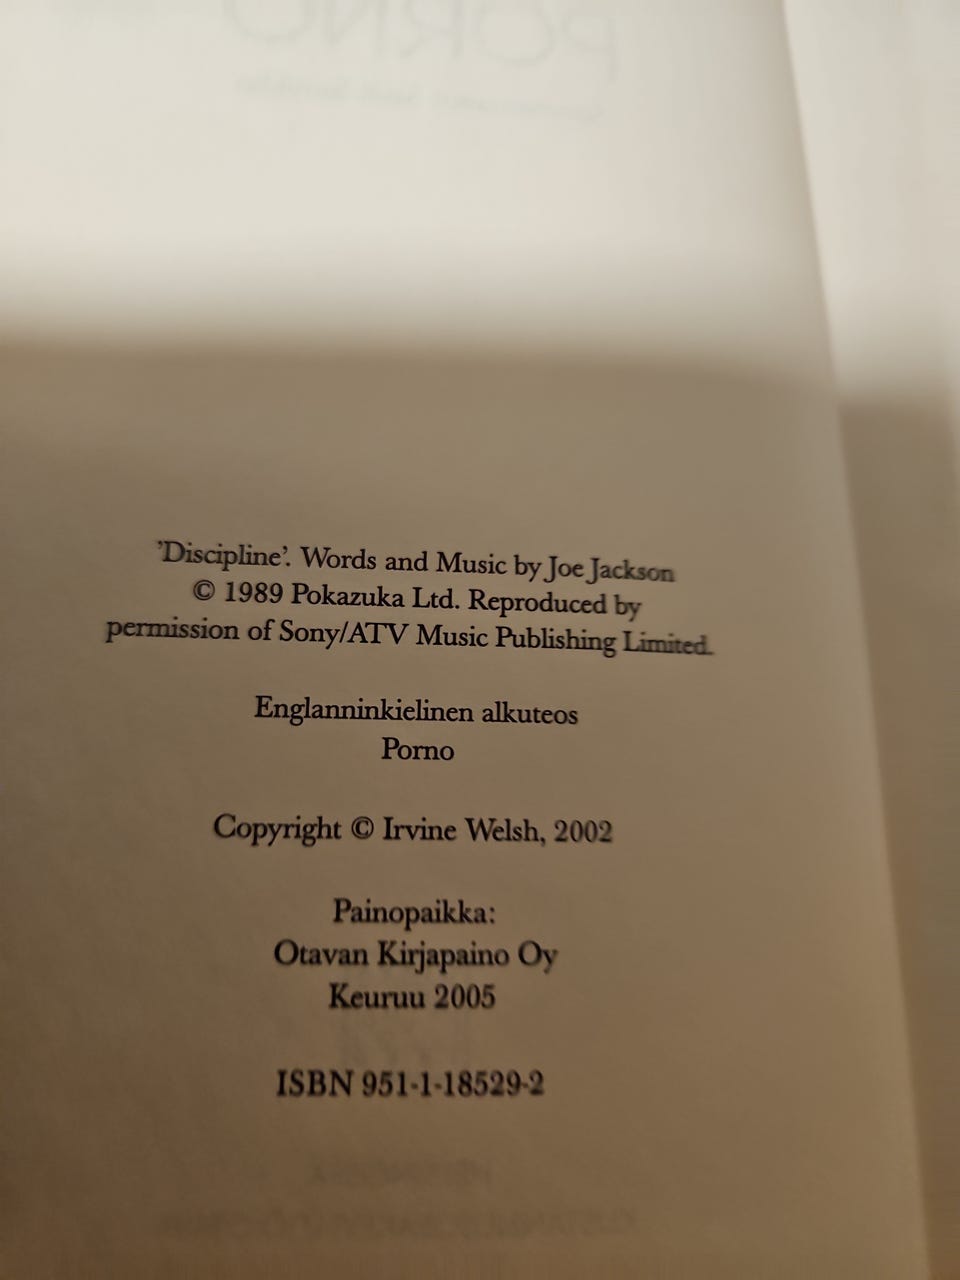 ’Discipline’. Words and Music by Joe Jackson
© 1989 Pokazuka Ltd. Reproduced by
permission of Sony/ATV Music Publishing Limited.
Englanninkielinen alkuteos
Porno
Copyright © Irvine Welsh, 2002
Painopaikka:
Otavan Kirjapaino Oy
Keuruu 2005
ISBN 951-1-18529-2